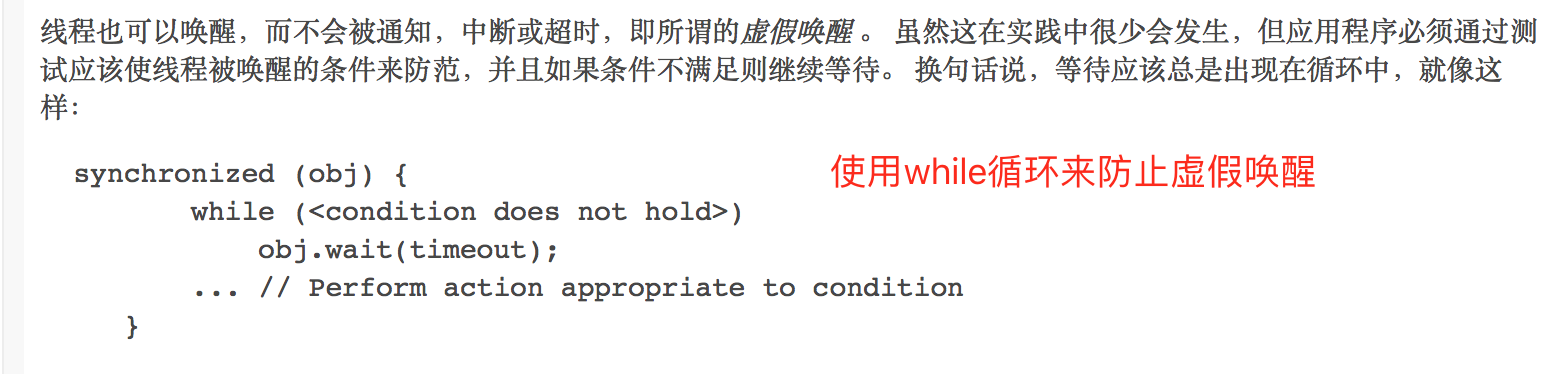 线程也可以唤醒，而不会被通知，中断或超时，即所谓的虚假唤醒 。 虽然这在实践中很少会发生，但应用程序必须通过测
试应该使线程被唤醒的条件来防范，并且如果条件不满足则继续等待。 换句话说，等待应该总是出现在循环中，就像这
样：
synchronized (obj) {
使用while循环来防止虚假唤醒
while (<condition does not hold>)
obj.wait(timeout);
... // Perform action appropriate to condition
}